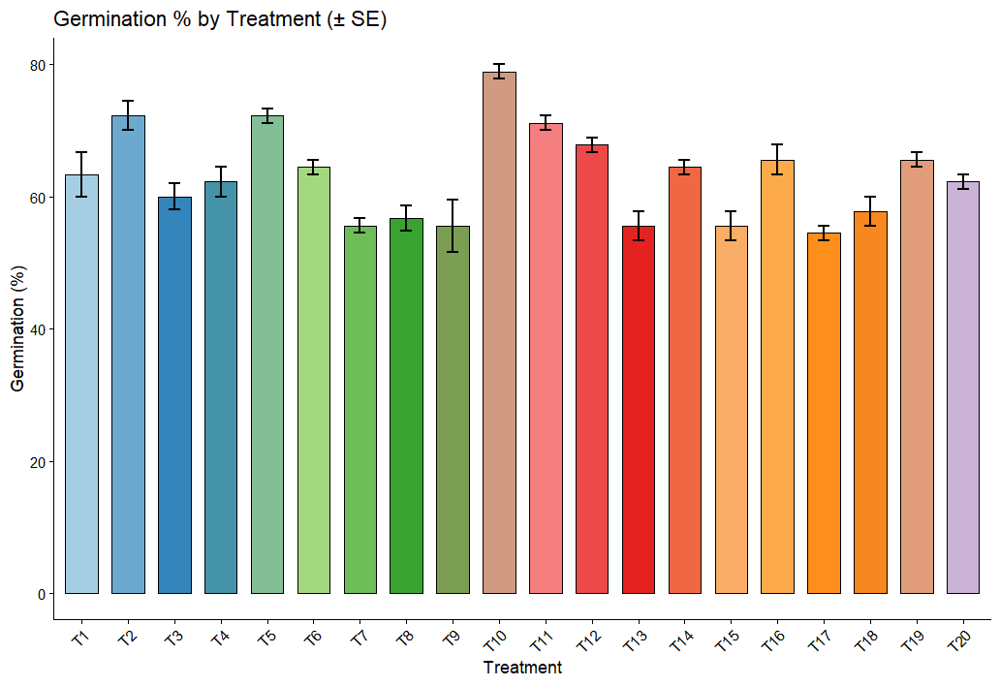 Germination % by Treatment (± SE)
80
60
40
20
0
Germination (%)
T1 T2 T3 T4 T5 T6 T7 T8 T9 T10 T11 T12 T13 T14 T15 T16 T17 T18 T19 T20
Treatment